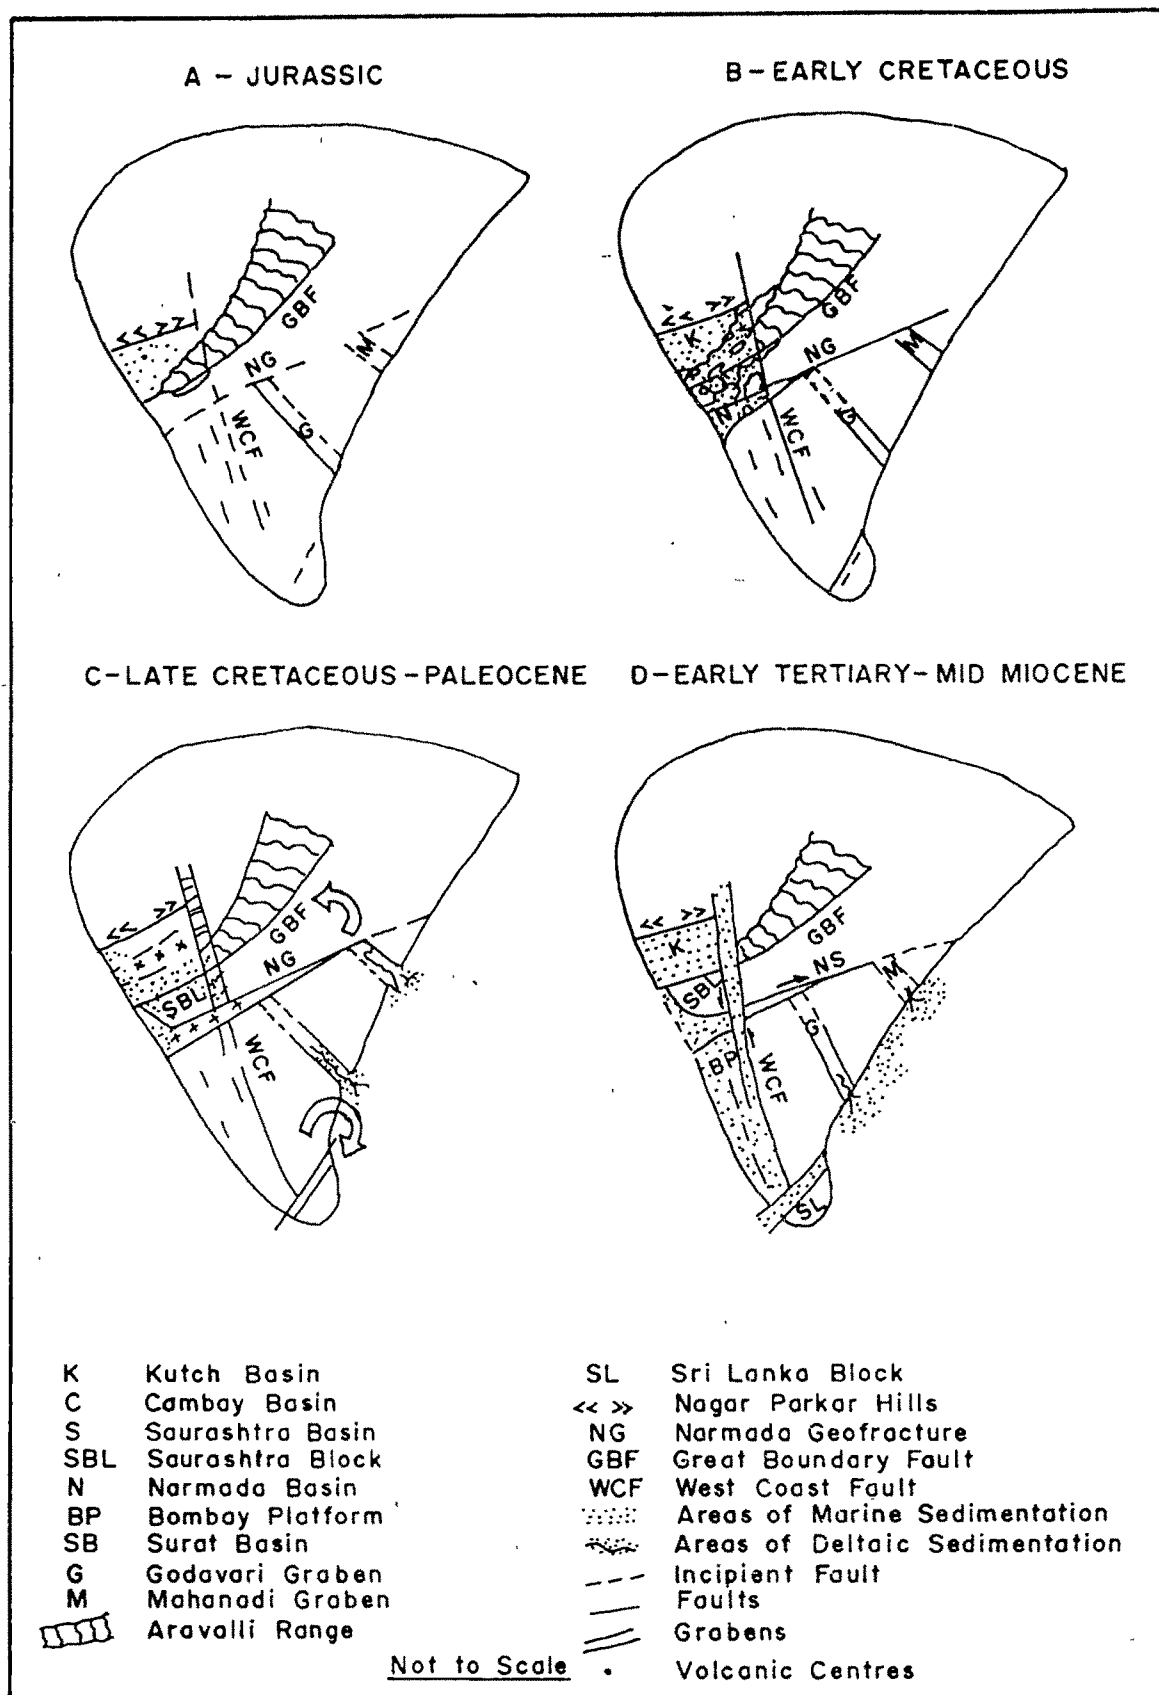 A – JURASSIC
B – EARLY CRETACEOUS
GBF
M
NG
WCF
G
K
GBF
NG
M
N
WCF
G
C – LATE CRETACEOUS – PALEOCENE
D – EARLY TERTIARY – MID MIOCENE
GBF
NG
SBL
WCF
K
GBF
NS
M
SBL
G
BP
WCF
SL
K Kutch Basin
C Cambay Basin
S Saurashtra Basin
SBL Saurashtra Block
N Narmada Basin
BP Bombay Platform
SB Surat Basin
G Godavari Graben
M Mahanadi Graben
Aravalli Range
SL Sri Lanka Block
<< >> Nagar Parkar Hills
NG Narmada Geofracture
GBF Great Boundary Fault
WCF West Coast Fault
Areas of Marine Sedimentation
Areas of Deltaic Sedimentation
Incipient Fault
Faults
Grabens
Volcanic Centres
Not to Scale